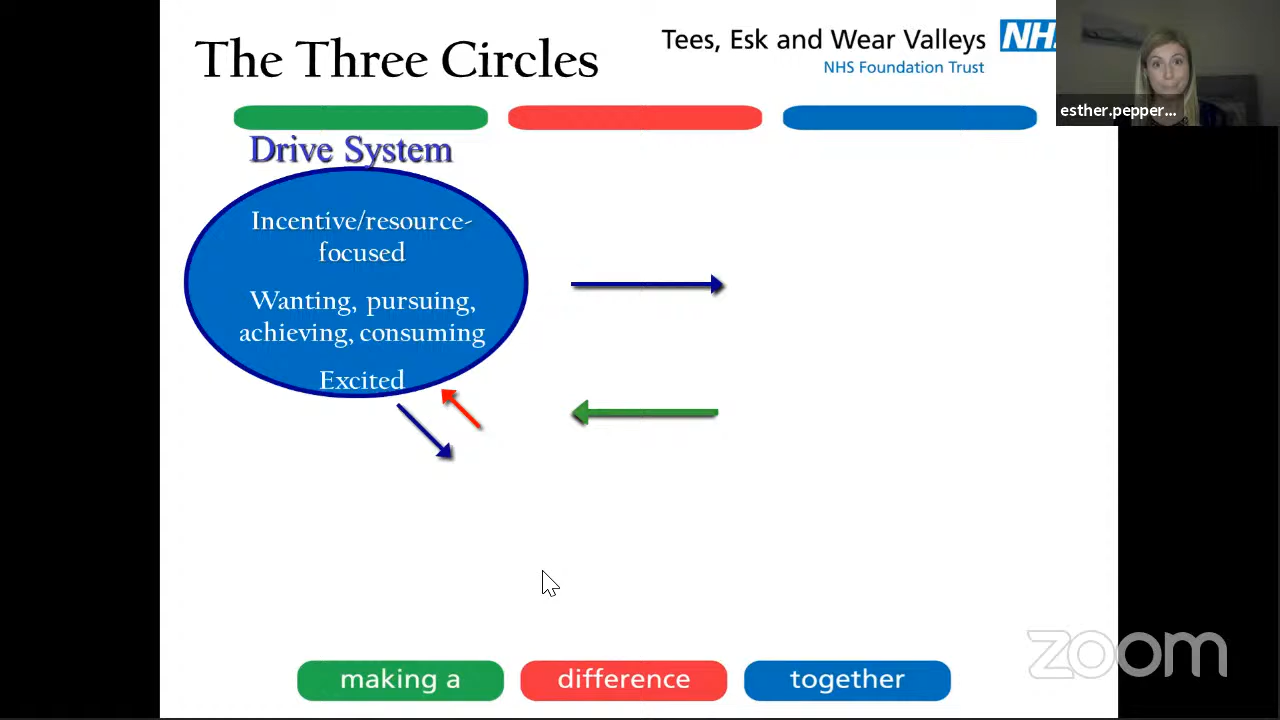 The Three Circles
Tees, Esk and Wear Valleys
NHS Foundation Trust
NH
esther.pepper...
Drive System
Incentive/resource-
focused
Wanting, pursuing,
achieving, consuming
Excited
making a
difference
together
zoom